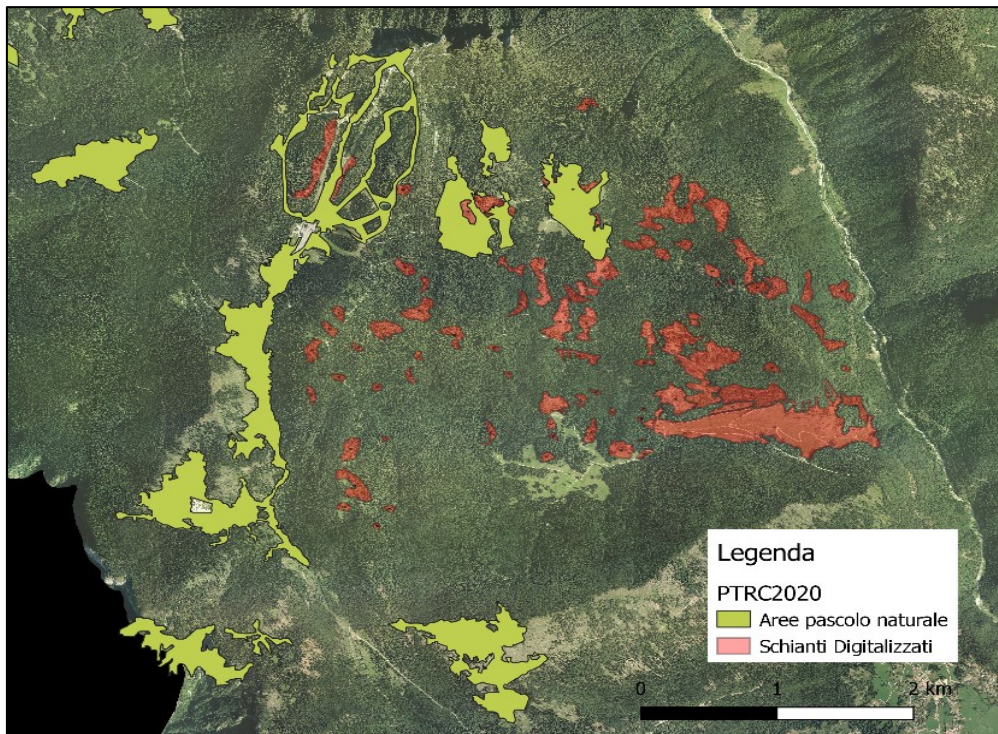 Legenda
PTRC2020
Aree pascolo naturale
Schianti Digitalizzati
0 1 2 km